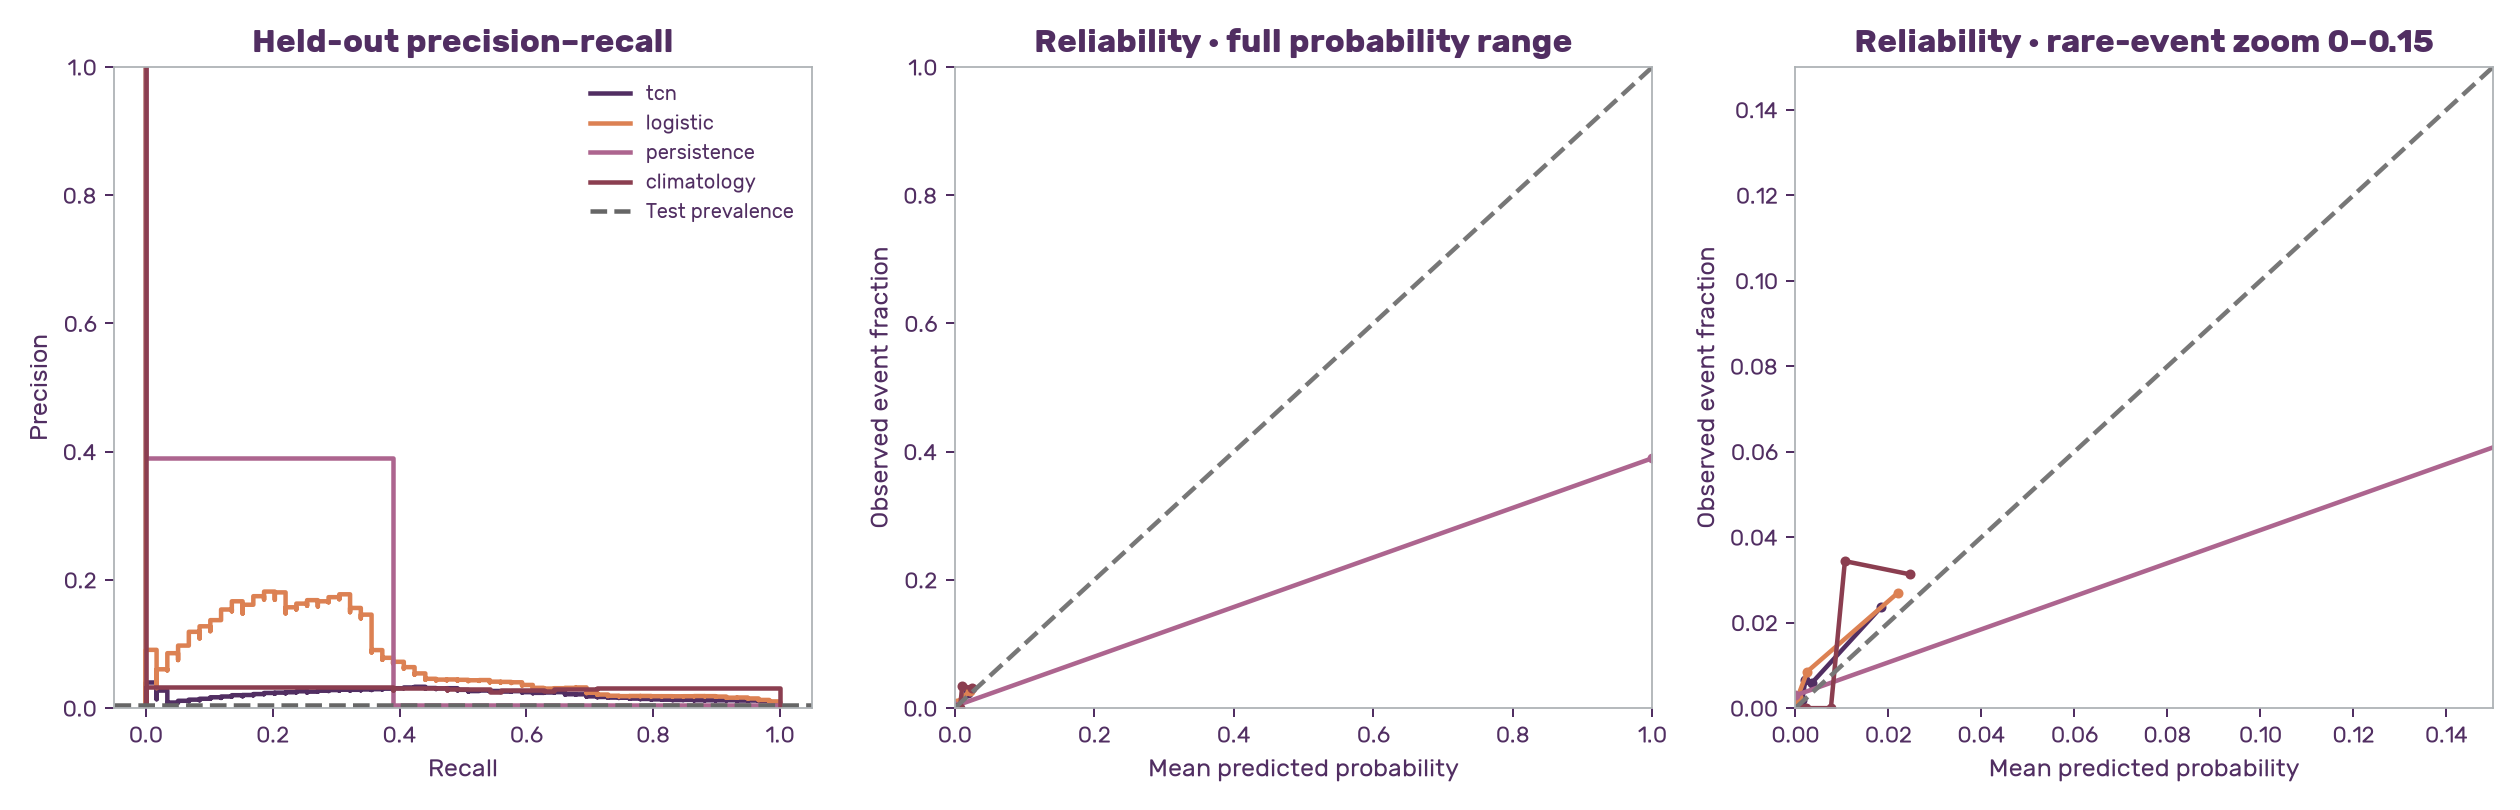 Held-out precision–recall
1.0
0.8
0.6
0.4
0.2
0.0
Precision
0.0 0.2 0.4 0.6 0.8 1.0
Recall
tcn
logistic
persistence
climatology
Test prevalence
Reliability • full probability range
1.0
0.8
0.6
0.4
0.2
0.0
Observed event fraction
0.0 0.2 0.4 0.6 0.8 1.0
Mean predicted probability
Reliability • rare-event zoom 0–0.15
0.14
0.12
0.10
0.08
0.06
0.04
0.02
0.00
Observed event fraction
0.00 0.02 0.04 0.06 0.08 0.10 0.12 0.14
Mean predicted probability